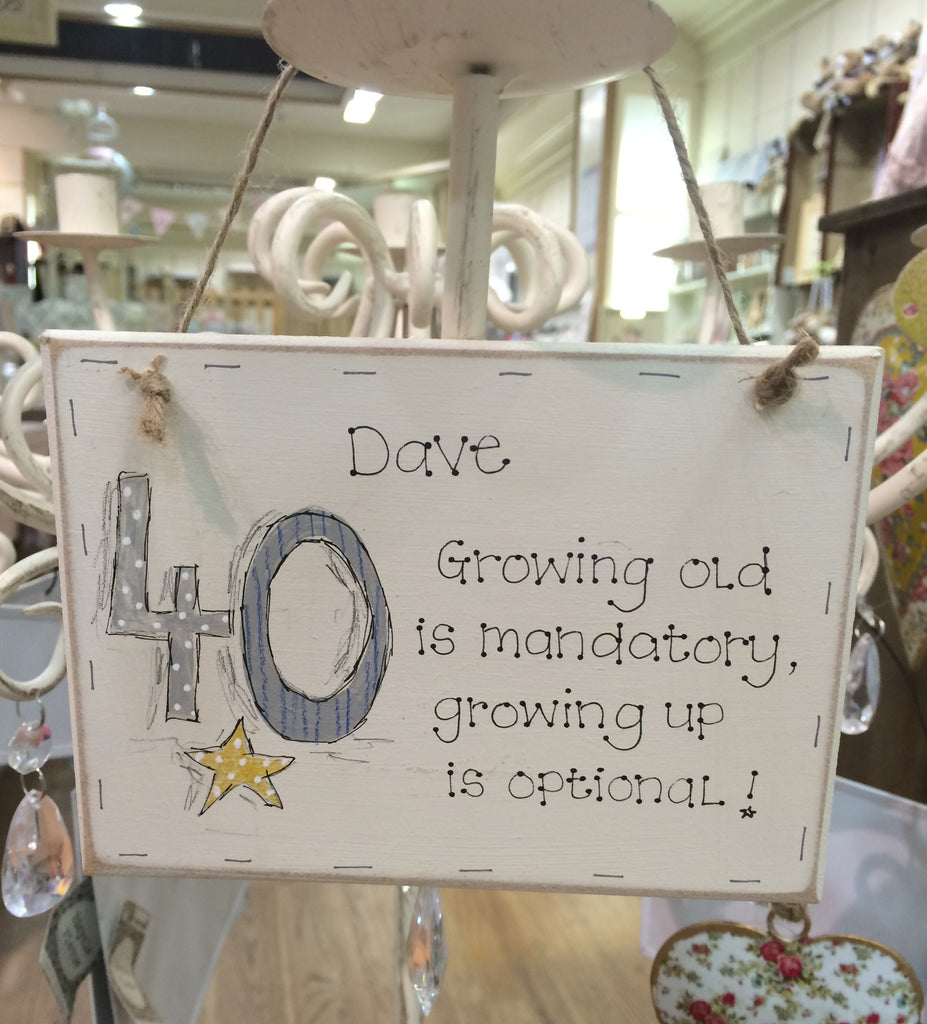 Dave
40
Growing old
is mandatory,
growing up
is optional!